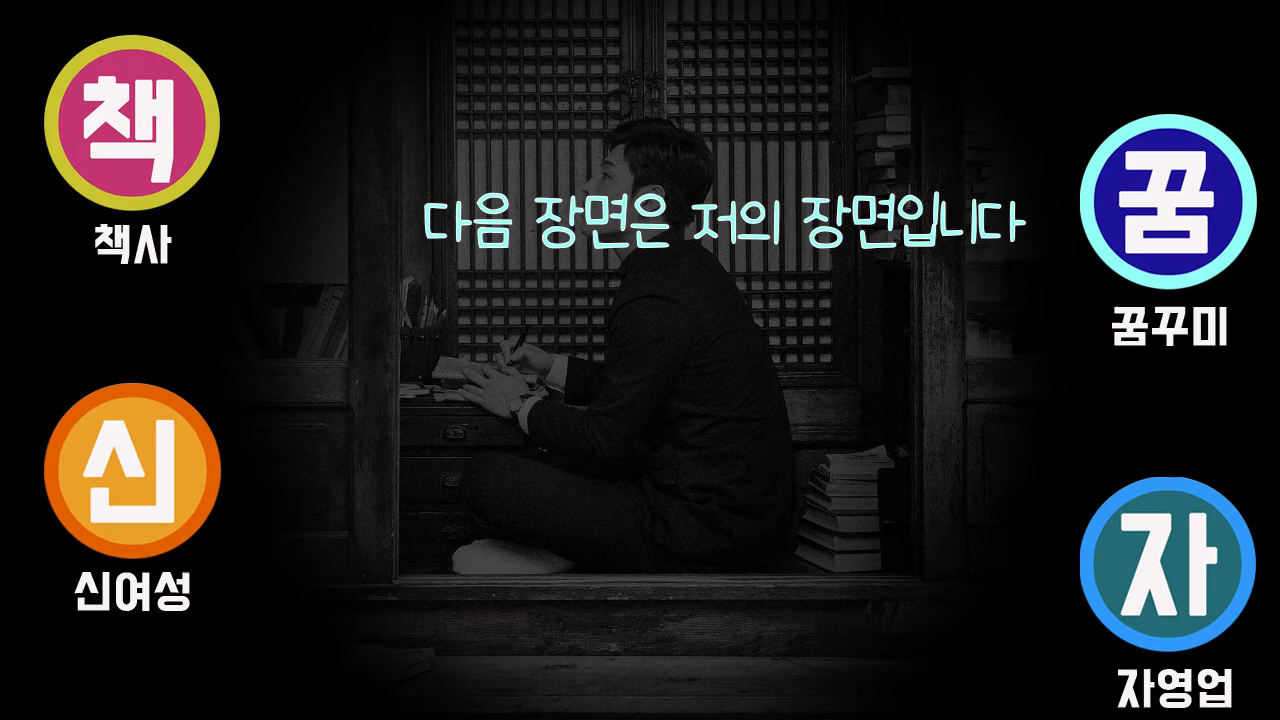 책
책사
다음 장면은 저의 장면입니다
꿈
꿈꾸미
신
신여성
자
자영업